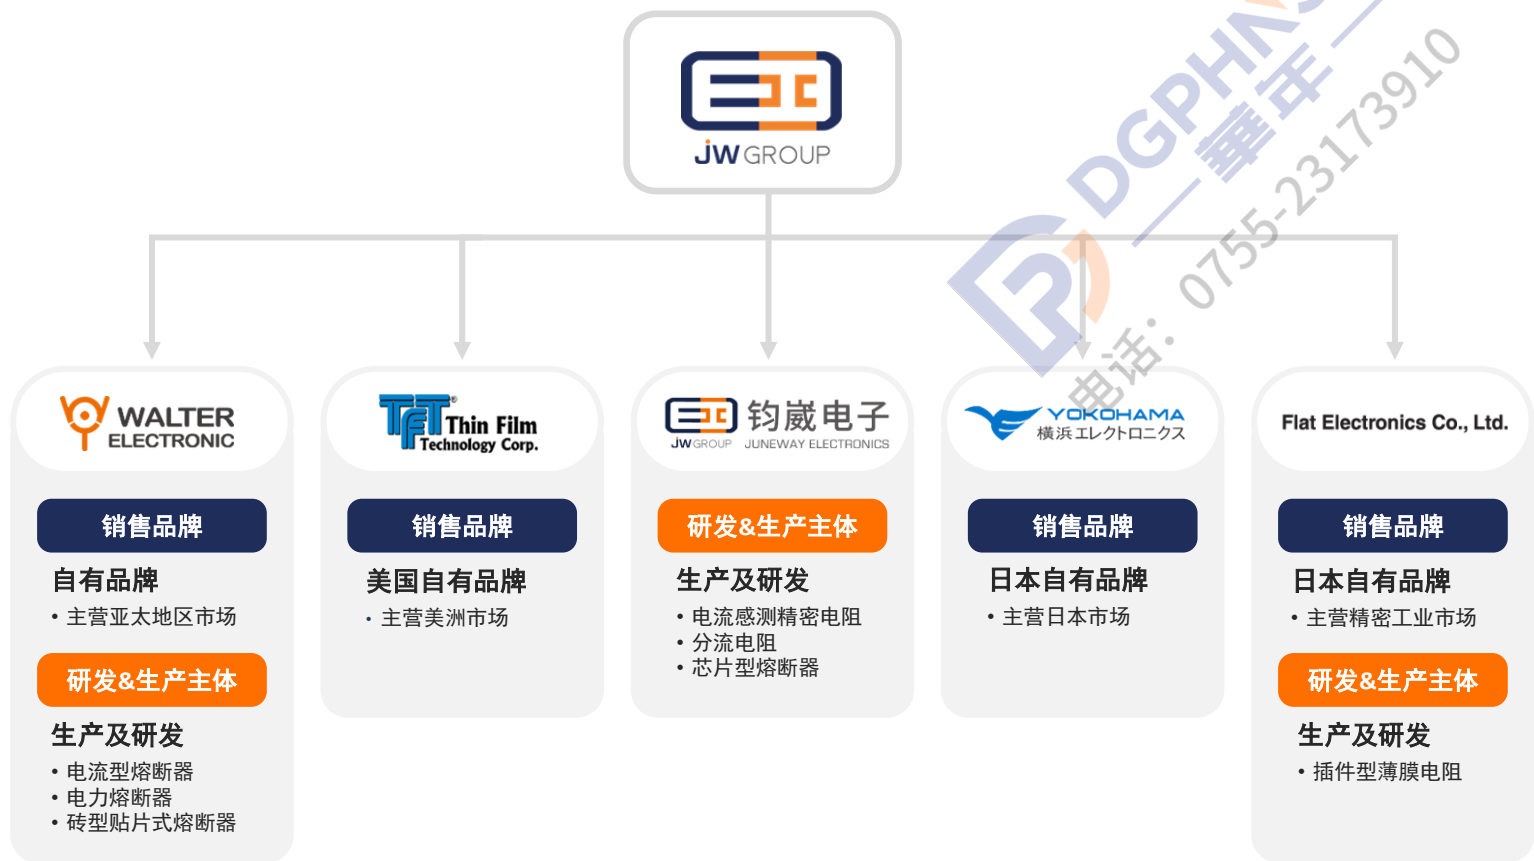 JW GROUP
DGPHNS
華年
电话：0755-23173910
WALTER
ELECTRONIC
销售品牌
自有品牌
• 主营亚太地区市场
研发&生产主体
生产及研发
• 电流型熔断器
• 电力熔断器
• 砖型贴片式熔断器
TFT®
Thin Film
Technology Corp.
销售品牌
美国自有品牌
• 主营美洲市场
JW GROUP
钧崴电子
JUNEWAY ELECTRONICS
研发&生产主体
生产及研发
• 电流感测精密电阻
• 分流电阻
• 芯片型熔断器
YOKOHAMA
横浜エレクトロニクス
销售品牌
日本自有品牌
• 主营日本市场
Flat Electronics Co., Ltd.
销售品牌
日本自有品牌
• 主营精密工业市场
研发&生产主体
生产及研发
• 插件型薄膜电阻